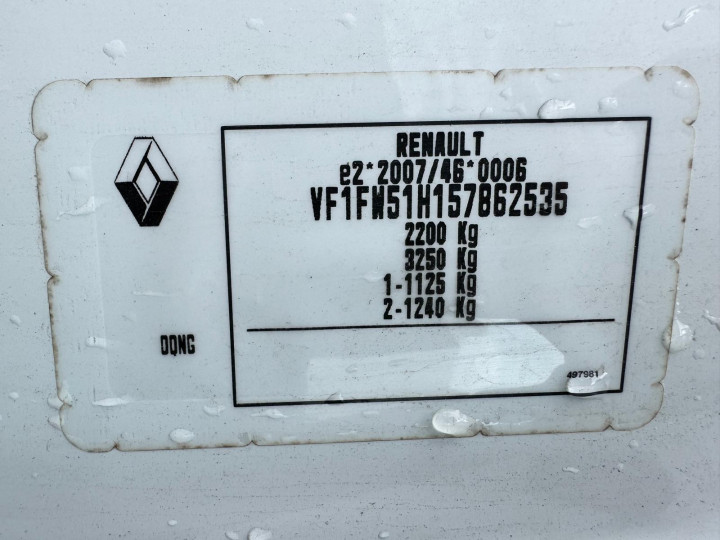 RENAULT
e2*2007/46*0006
VF1FW51H157862535
2200 Kg
3250 Kg
1-1125 Kg
2-1240 Kg
DQNG
497981